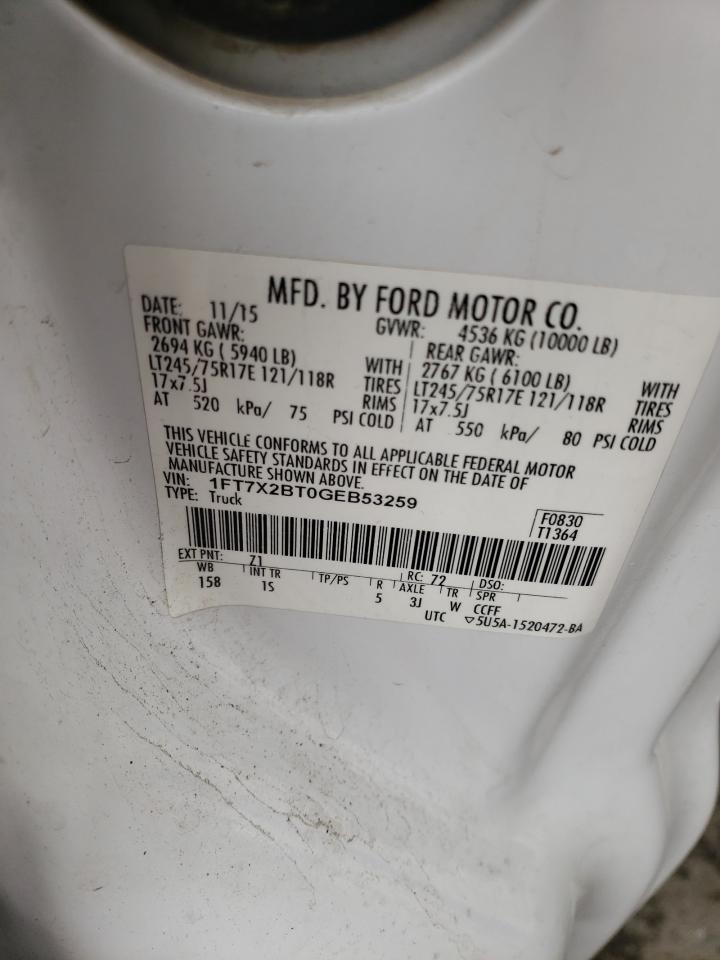 MFD. BY FORD MOTOR CO.
DATE: 11/15 GVWR: 4536 KG (10000 LB)
FRONT GAWR: REAR GAWR:
2694 KG ( 5940 LB) WITH 2767 KG ( 6100 LB) WITH
LT245/75R17E 121/118R TIRES LT245/75R17E 121/118R TIRES
17x7.5J RIMS 17x7.5J RIMS
AT 520 kPa/ 75 PSI COLD AT 550 kPa/ 80 PSI COLD
THIS VEHICLE CONFORMS TO ALL APPLICABLE FEDERAL MOTOR
VEHICLE SAFETY STANDARDS IN EFFECT ON THE DATE OF
MANUFACTURE SHOWN ABOVE.
VIN: 1FT7X2BT0GEB53259
TYPE: Truck
F0830
T1364
EXT PNT: Z1 RC: 72 DSO:
WB INT TR TP/PS R AXLE TR SPR
158 1S 5 3J W CCFF
UTC ▽5U5A-1520472-BA